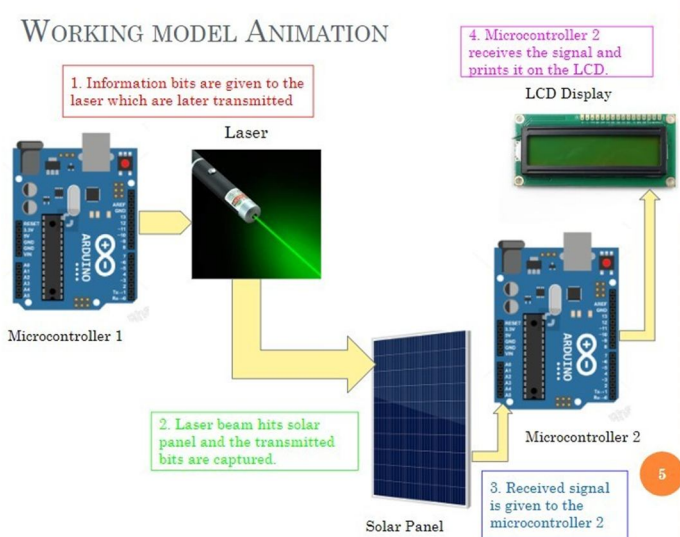 WORKING MODEL ANIMATION
1. Information bits are given to the
laser which are later transmitted
4. Microcontroller 2
receives the signal and
prints it on the LCD.
Laser
LCD Display
ARDUINO
Microcontroller 1
2. Laser beam hits solar
panel and the transmitted
bits are captured.
Solar Panel
ARDUINO
Microcontroller 2
3. Received signal
is given to the
microcontroller 2
5